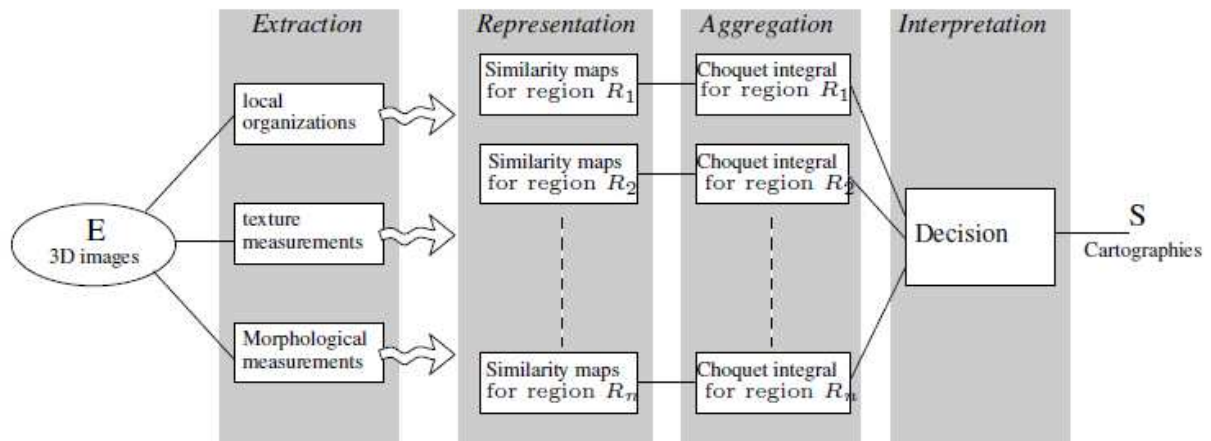 Extraction
Representation
Aggregation
Interpretation
E
3D images
local
organizations
texture
measurements
Morphological
measurements
Similarity maps
for region R₁
Similarity maps
for region R₂
Similarity maps
for region Rₙ
Choquet integral
for region R₁
Choquet integral
for region R₂
Choquet integral
for region Rₙ
Decision
S
Cartographies